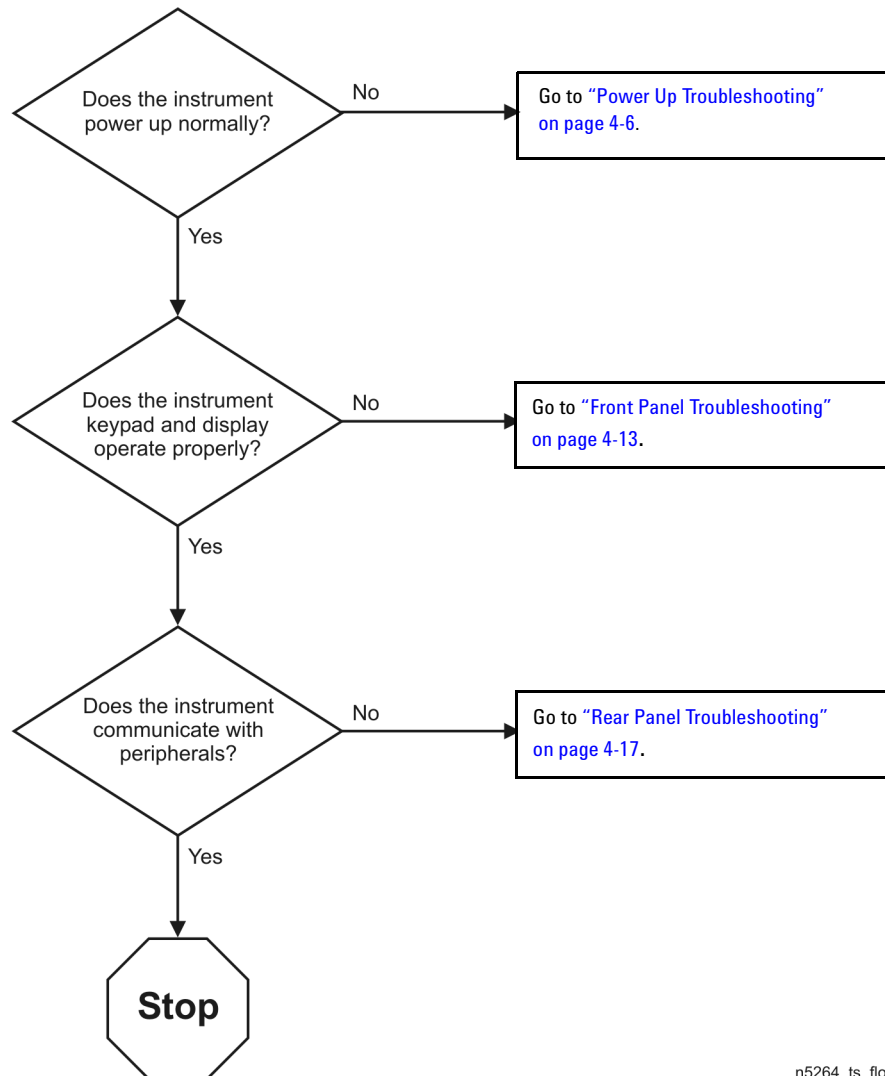 Does the instrument
power up normally?
No
Go to “Power Up Troubleshooting”
on page 4-6.
Yes
Does the instrument
keypad and display
operate properly?
No
Go to “Front Panel Troubleshooting”
on page 4-13.
Yes
Does the instrument
communicate with
peripherals?
No
Go to “Rear Panel Troubleshooting”
on page 4-17.
Yes
Stop
n5264_ts_flo